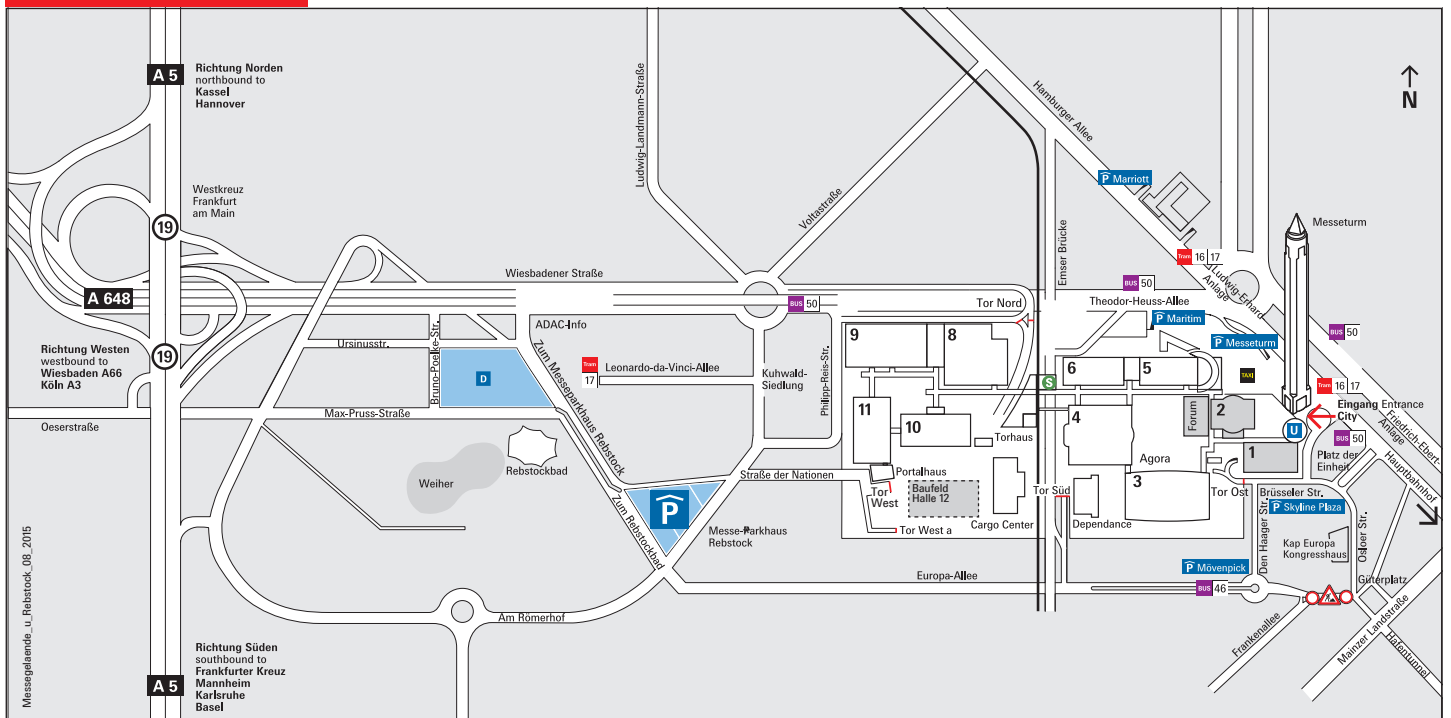 A 5
Richtung Norden
northbound to
Kassel
Hannover
N
Ludwig-Landmann-Straße
Hamburger Allee
P Marriott
Westkreuz
Frankfurt
am Main
19
Voltastraße
Emser Brücke
Messeturm
Tram 16 17
Ludwig-Erhard-
Anlage
Wiesbadener Straße
A 648
BUS 50
Tor Nord
BUS 50
Theodor-Heuss-Allee
P Maritim
BUS 50
ADAC-Info
P Messeturm
Richtung Westen
westbound to
Wiesbaden A66
Köln A3
19
Ursinusstr.
Bruno-Poelke-Str.
D
Zum Messeparkhaus Rebstock
Tram
17
Leonardo-da-Vinci-Allee
Kuhwald-
Siedlung
Philipp-Reis-Str.
9
8
S
6
5
TAXI
Tram 16 17
Oeserstraße
Max-Pruss-Straße
11
10
Torhaus
4
Forum
2
U
Eingang Entrance
City
Friedrich-Ebert-
Anlage
BUS 50
Platz der
Einheit
Hauptbahnhof
Rebstockbad
Weiher
Straße der Nationen
Portalhaus
Agora
1
Tor
West
Baufeld
Halle 12
Cargo Center
Tor Süd
3
Tor Ost
Brüsseler Str.
P Skyline Plaza
P
Zum Rebstockbad
Messe-Parkhaus
Rebstock
Tor West a
Dependance
Den Haager Str.
Osloer Str.
Kap Europa
Kongresshaus
P Mövenpick
Europa-Allee
BUS 46
Güterplatz
Am Römerhof
Frankenallee
Mainzer Landstraße
Hafentunnel
Richtung Süden
southbound to
Frankfurter Kreuz
Mannheim
Karlsruhe
Basel
A 5
Messegelaende_u_Rebstock_08_2015